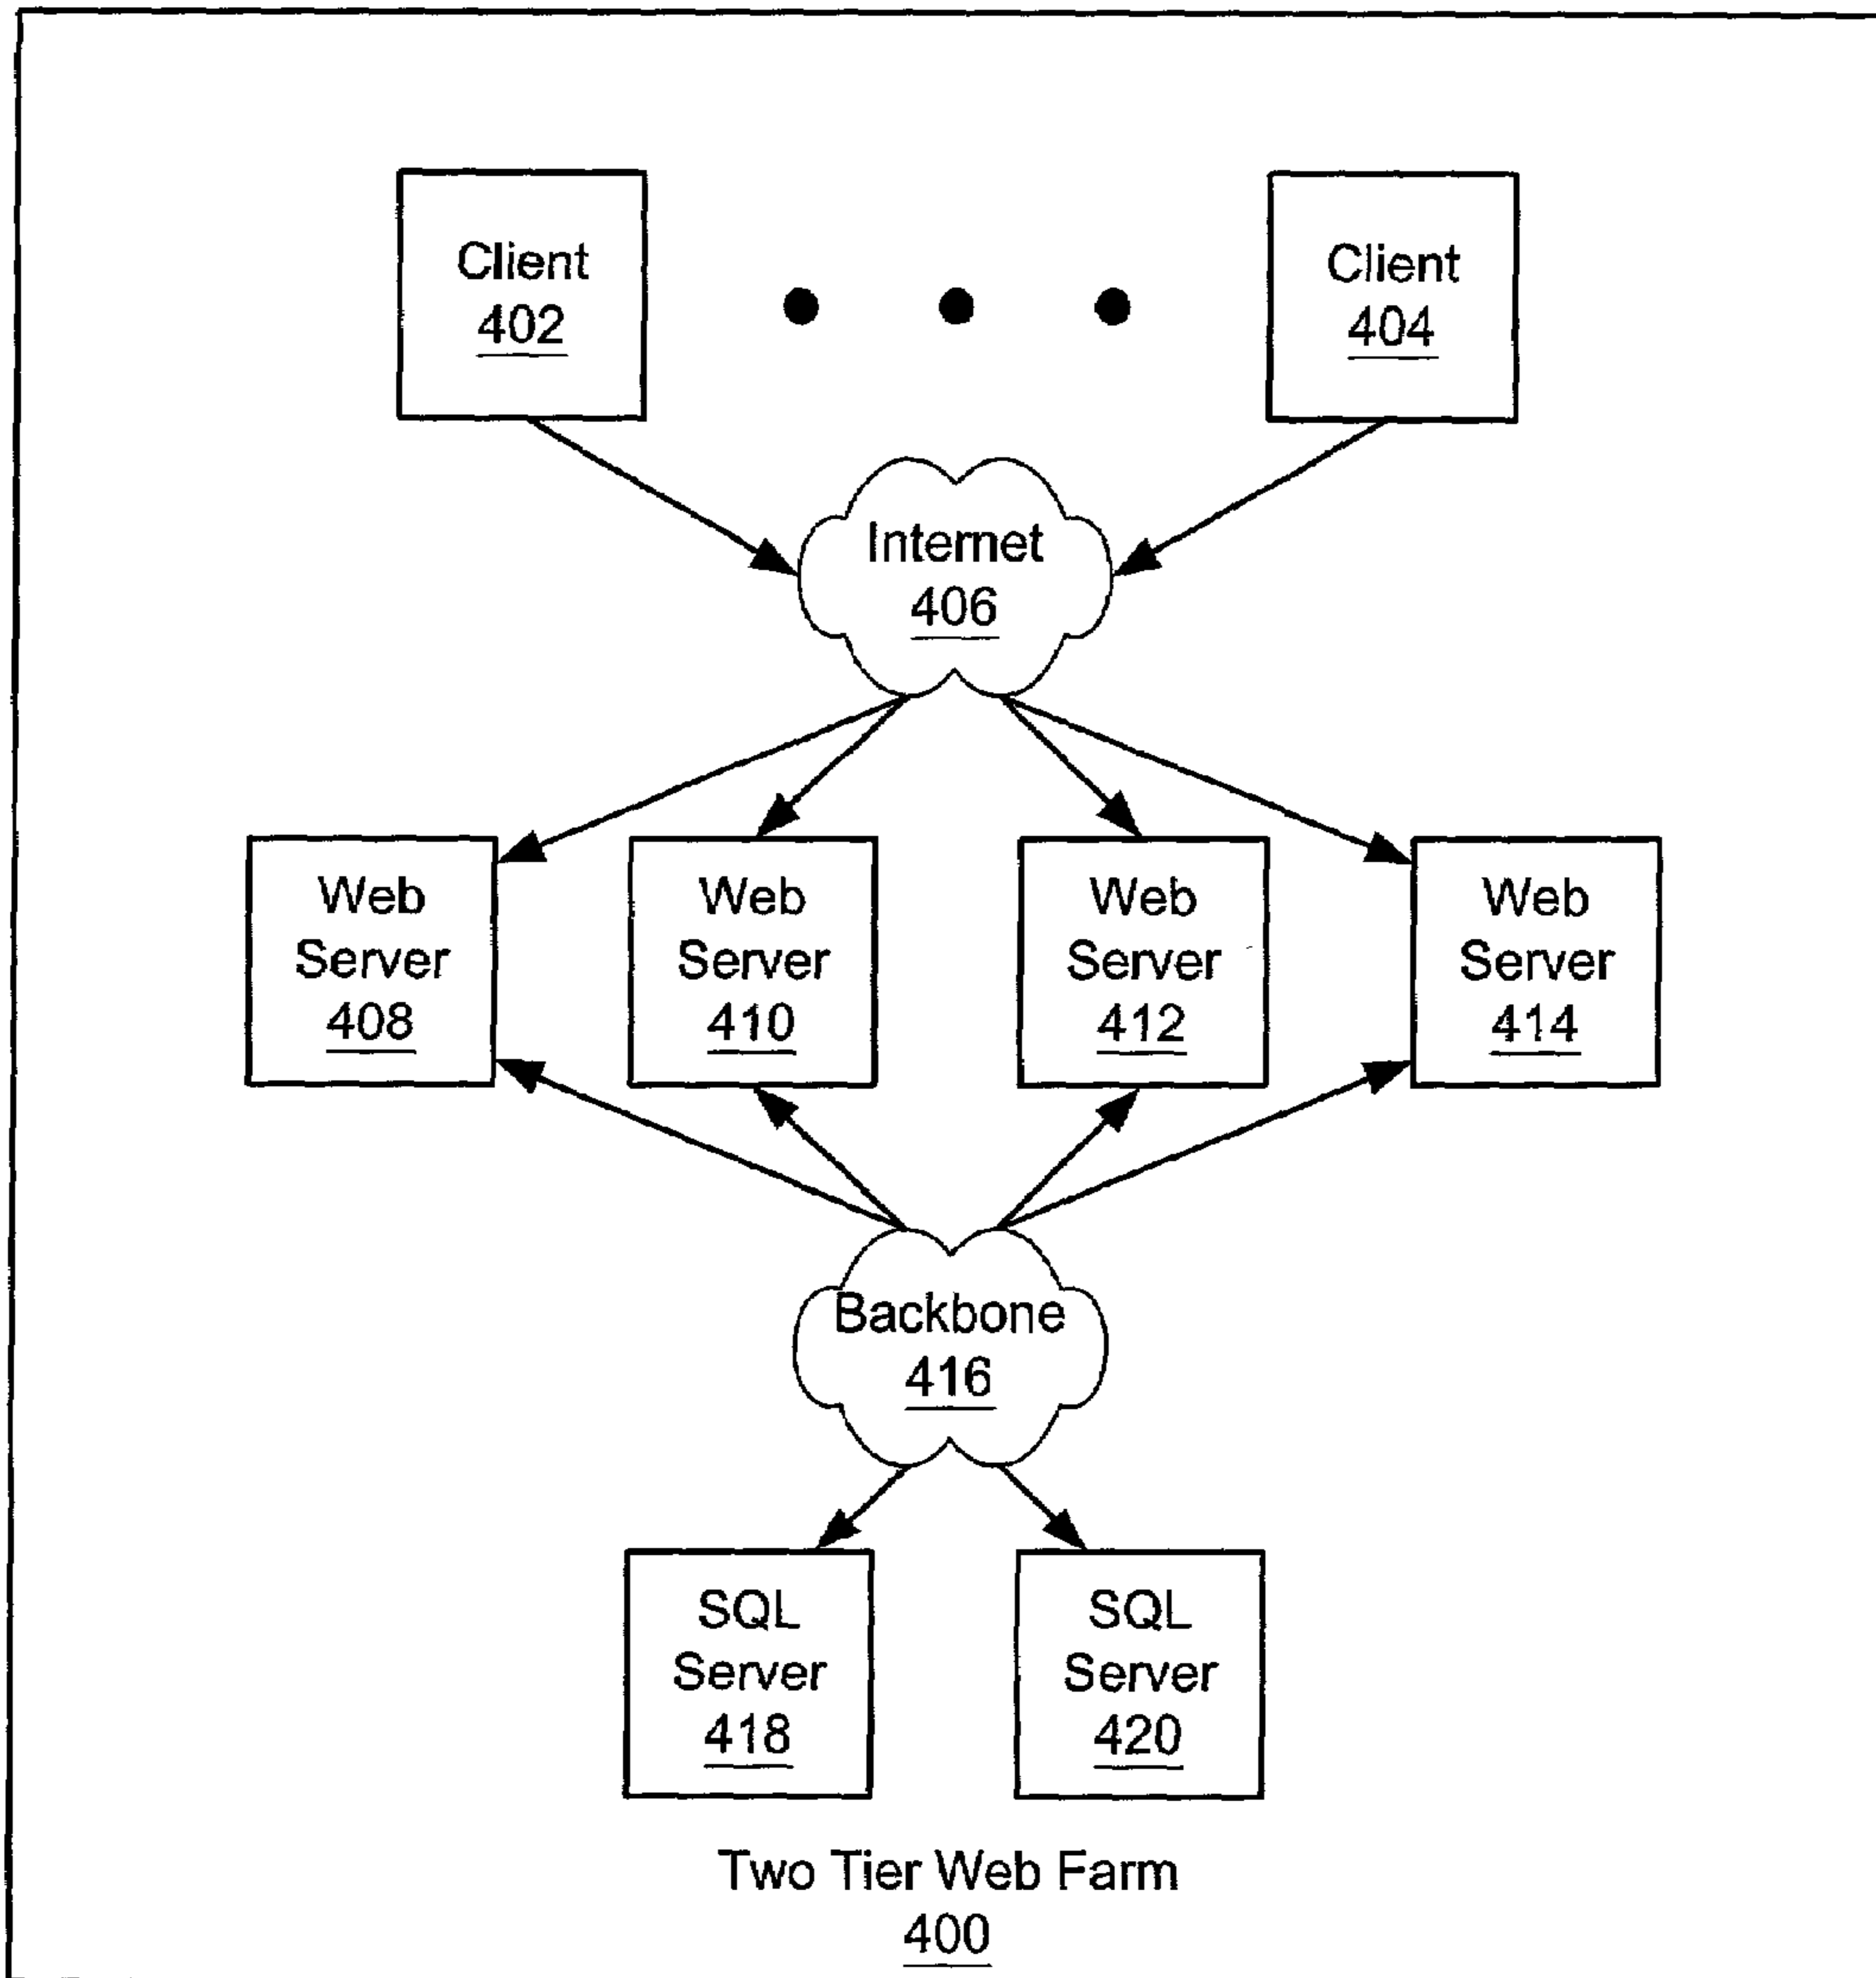 Client
402
Client
404
Internet
406
Web
Server
408
Web
Server
410
Web
Server
412
Web
Server
414
Backbone
416
SQL
Server
418
SQL
Server
420
Two Tier Web Farm
400